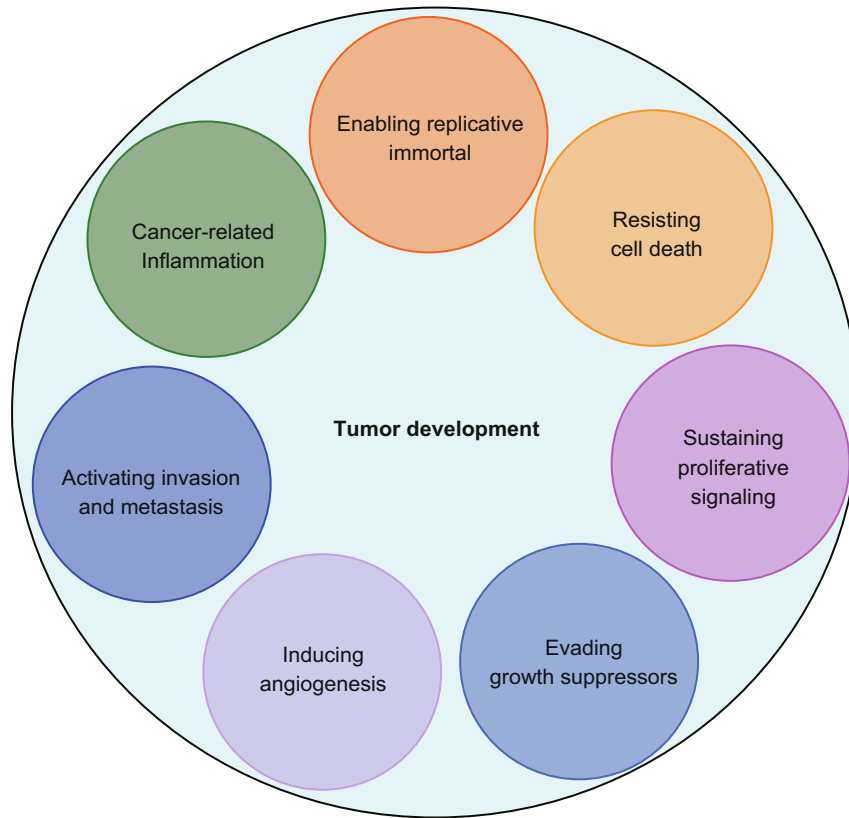 Enabling replicative
immortal
Resisting
cell death
Cancer-related
Inflammation
Tumor development
Sustaining
proliferative
signaling
Activating invasion
and metastasis
Evading
growth suppressors
Inducing
angiogenesis